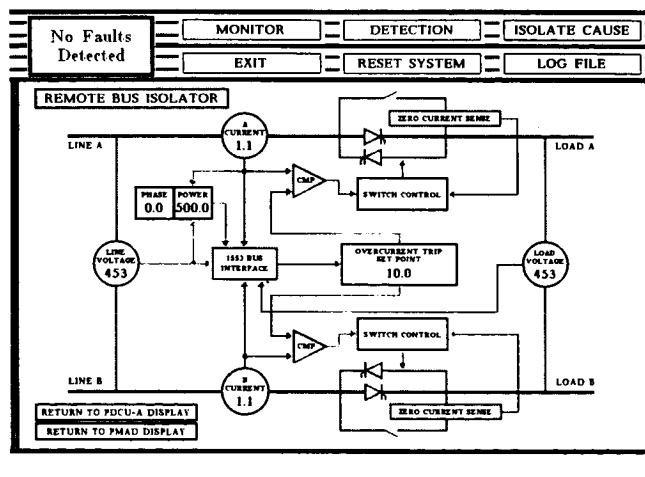 No Faults
Detected
MONITOR
DETECTION
ISOLATE CAUSE
EXIT
RESET SYSTEM
LOG FILE
REMOTE BUS ISOLATOR
A
CURRENT
1.1
ZERO CURRENT SENSE
LINE A
LOAD A
CMP
SWITCH CONTROL
PHASE
0.0
POWER
500.0
LINE
VOLTAGE
453
1553 BUS
INTERFACE
OVERCURRENT TRIP
SET POINT
10.0
LOAD
VOLTAGE
453
CMP
SWITCH CONTROL
LINE B
LOAD B
B
CURRENT
1.1
ZERO CURRENT SENSE
RETURN TO PDCU-A DISPLAY
RETURN TO PMAD DISPLAY